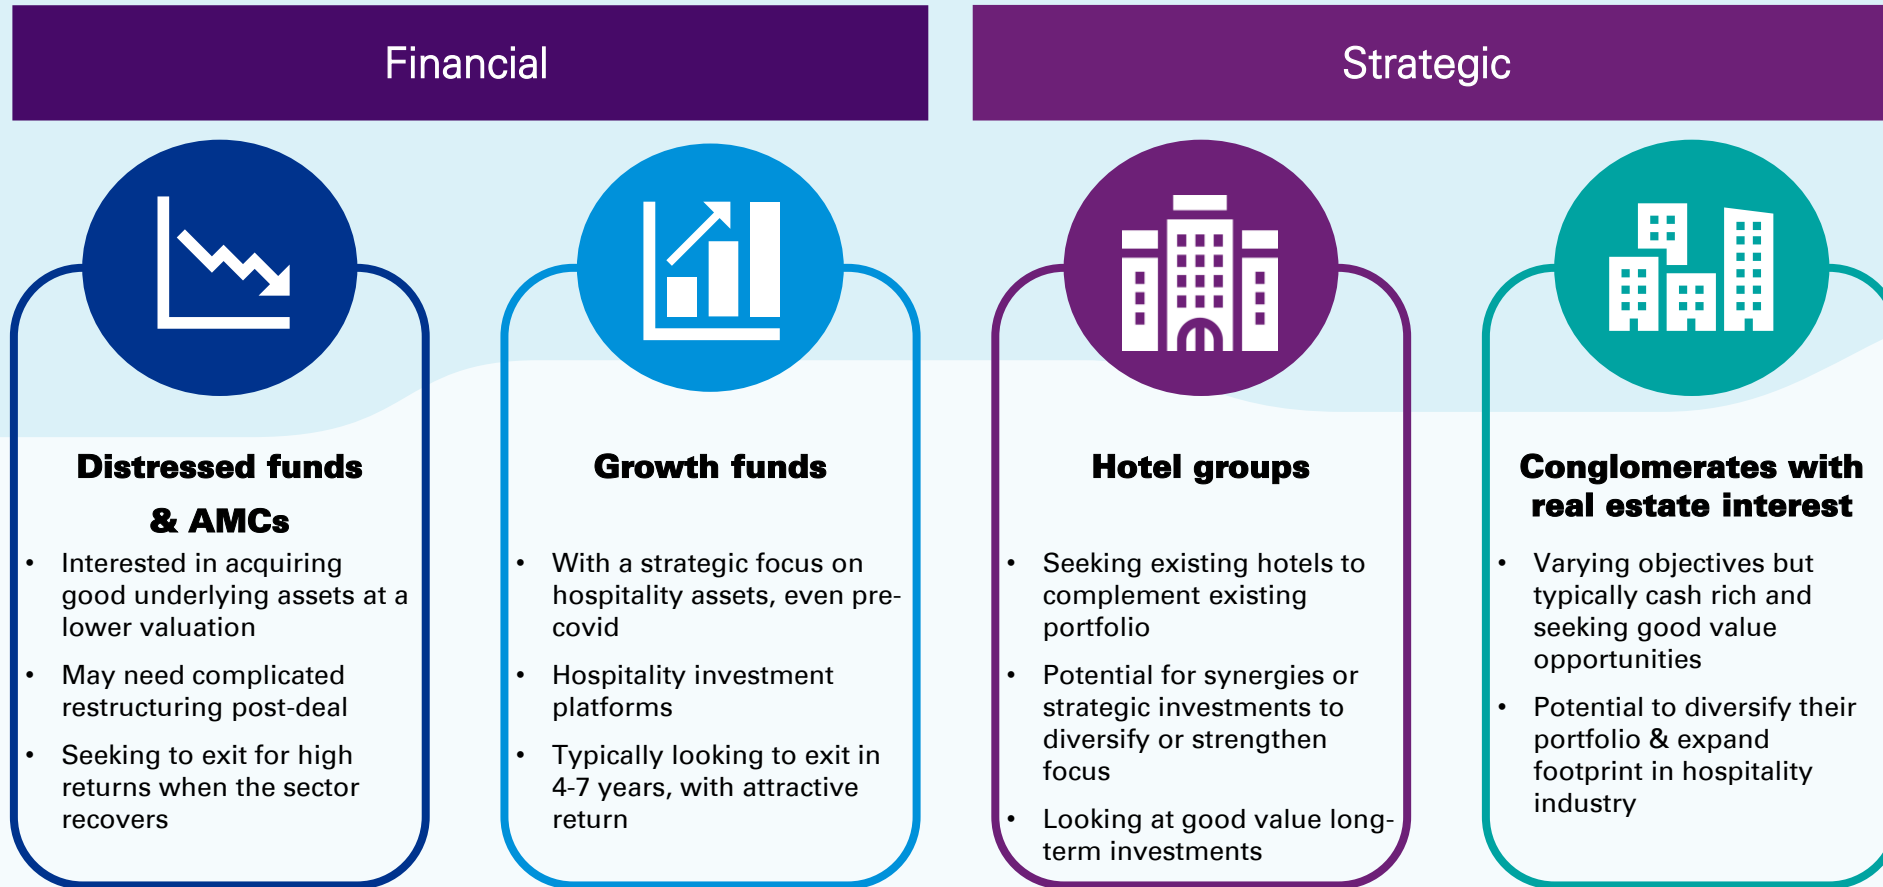 Financial
Strategic
Distressed funds
& AMCs
• Interested in acquiring
good underlying assets at a
lower valuation
• May need complicated
restructuring post-deal
• Seeking to exit for high
returns when the sector
recovers
Growth funds
• With a strategic focus on
hospitality assets, even pre-
covid
• Hospitality investment
platforms
• Typically looking to exit in
4-7 years, with attractive
return
Hotel groups
• Seeking existing hotels to
complement existing
portfolio
• Potential for synergies or
strategic investments to
diversify or strengthen
focus
• Looking at good value long-
term investments
Conglomerates with
real estate interest
• Varying objectives but
typically cash rich and
seeking good value
opportunities
• Potential to diversify their
portfolio & expand
footprint in hospitality
industry